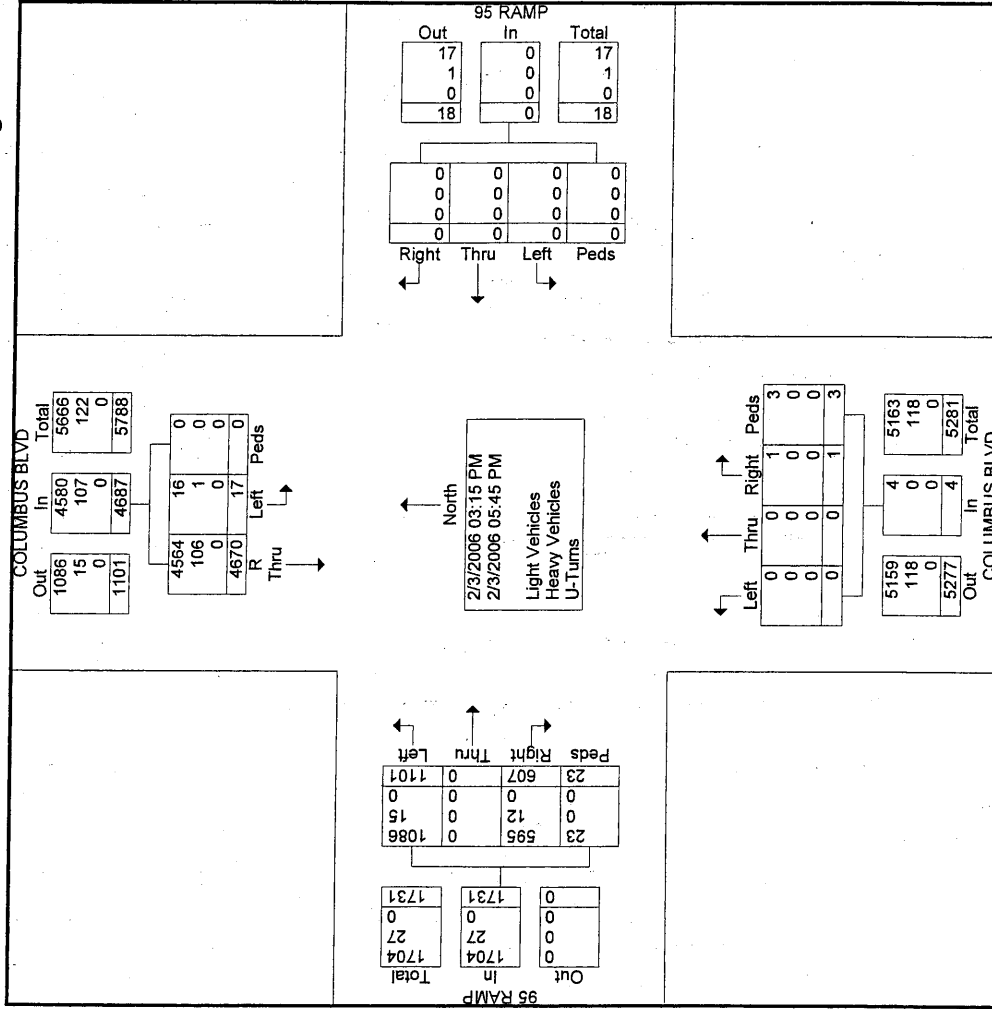 95 RAMP
Out In Total
17 0 17
1 0 1
0 0 0
18 0 18
0 0 0 0
0 0 0 0
0 0 0 0
0 0 0 0
Right Thru Left Peds
COLUMBUS BLVD
Out In Total
1086 4580 5666
15 107 122
0 0 0
1101 4687 5788
4564 16 0
106 1 0
0 0 0
4670 17 0
R
Thru Left Peds
North
2/3/2006 03:15 PM
2/3/2006 05:45 PM
Light Vehicles
Heavy Vehicles
U-Turns
Left Thru Right Peds
0 0 1 3
0 0 0 0
0 0 0 0
0 0 1 3
5159 4 5163
118 0 118
0 0 0
5277 4 5281
Out In Total
COLUMBUS BLVD
Left Thru Right Peds
1101 0 607 23
0 0 0 0
15 0 12 0
1086 0 595 23
1731 1731 0
0 0 0
27 27 0
1704 1704 0
Total In Out
95 RAMP